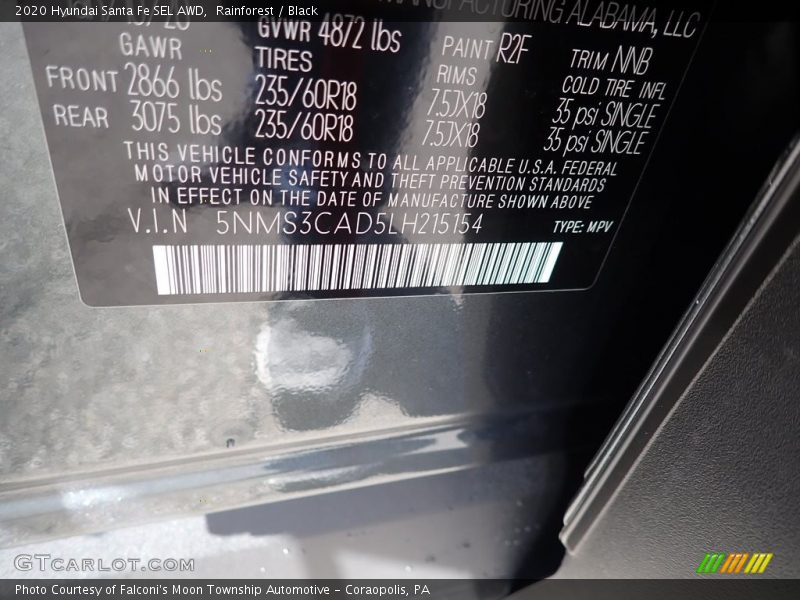 2020 Hyundai Santa Fe SEL AWD, Rainforest / Black
MANUFACTURING ALABAMA, LLC
GVWR 4872 lbs
GAWR TIRES PAINT R2F TRIM NNB
RIMS COLD TIRE INFL
FRONT 2866 lbs 235/60R18 7.5JX18 35 psi SINGLE
REAR 3075 lbs 235/60R18 7.5JX18 35 psi SINGLE
THIS VEHICLE CONFORMS TO ALL APPLICABLE U.S.A. FEDERAL
MOTOR VEHICLE SAFETY AND THEFT PREVENTION STANDARDS
IN EFFECT ON THE DATE OF MANUFACTURE SHOWN ABOVE
V.I.N 5NMS3CAD5LH215154 TYPE: MPV
GTCARLOT.COM
Photo Courtesy of Falconi's Moon Township Automotive – Coraopolis, PA